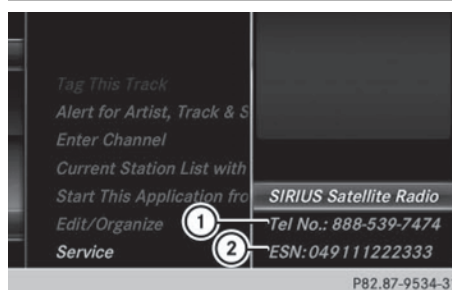 Tag This Track
Alert for Artist, Track & S
Enter Channel
Current Station List with
Start This Application fro
Edit/Organize
Service
SIRIUS Satellite Radio
1
Tel No.: 888-539-7474
2
ESN:049111222333
P82.87-9534-3